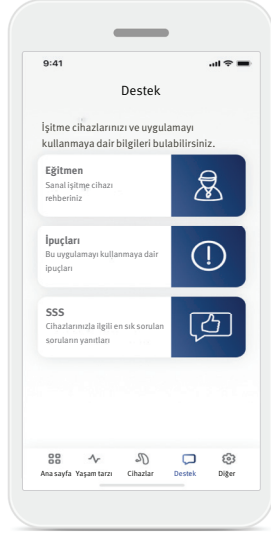 9:41
Destek
İşitme cihazlarınızı ve uygulamayı
kullanmaya dair bilgileri bulabilirsiniz.
Eğitmen
Sanal işitme cihazı
rehberiniz
İpuçları
Bu uygulamayı kullanmaya dair
ipuçları
SSS
Cihazlarınızla ilgili en sık sorulan
soruların yanıtları
Ana sayfa Yaşam tarzı Cihazlar Destek Diğer